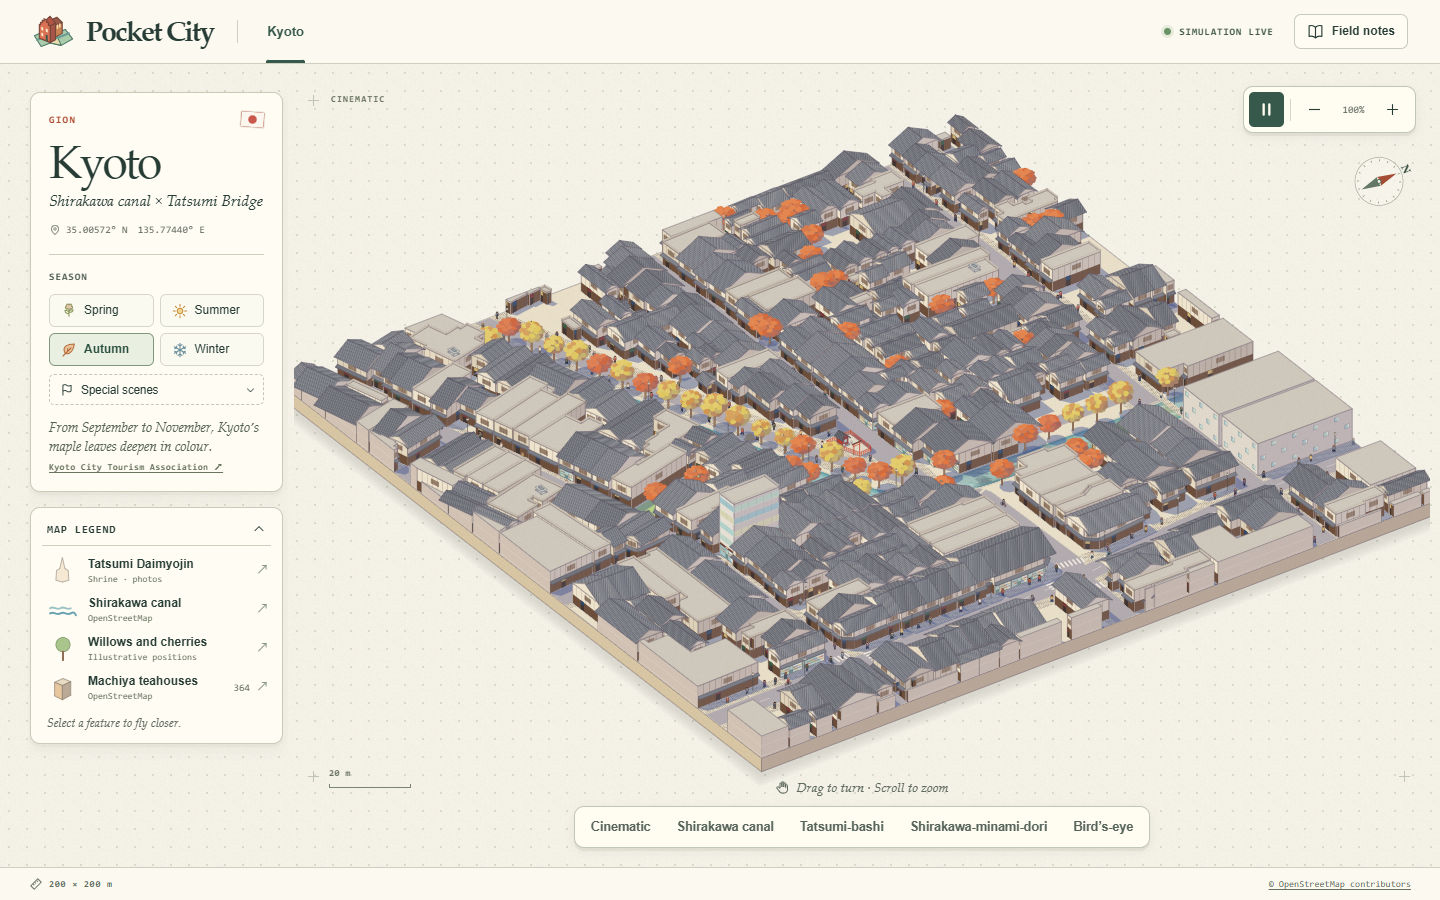 Pocket City
Kyoto
SIMULATION LIVE
Field notes
GION
Kyoto
Shirakawa canal × Tatsumi Bridge
35.00572° N 135.77440° E
SEASON
Spring
Summer
Autumn
Winter
Special scenes
From September to November, Kyoto's
maple leaves deepen in colour.
Kyoto City Tourism Association ↗
MAP LEGEND
Tatsumi Daimyojin
Shrine · photos
Shirakawa canal
OpenStreetMap
Willows and cherries
Illustrative positions
Machiya teahouses
OpenStreetMap
364
Select a feature to fly closer.
CINEMATIC
100%
N
20 m
Drag to turn · Scroll to zoom
Cinematic
Shirakawa canal
Tatsumi-bashi
Shirakawa-minami-dori
Bird's-eye
200 × 200 m
© OpenStreetMap contributors